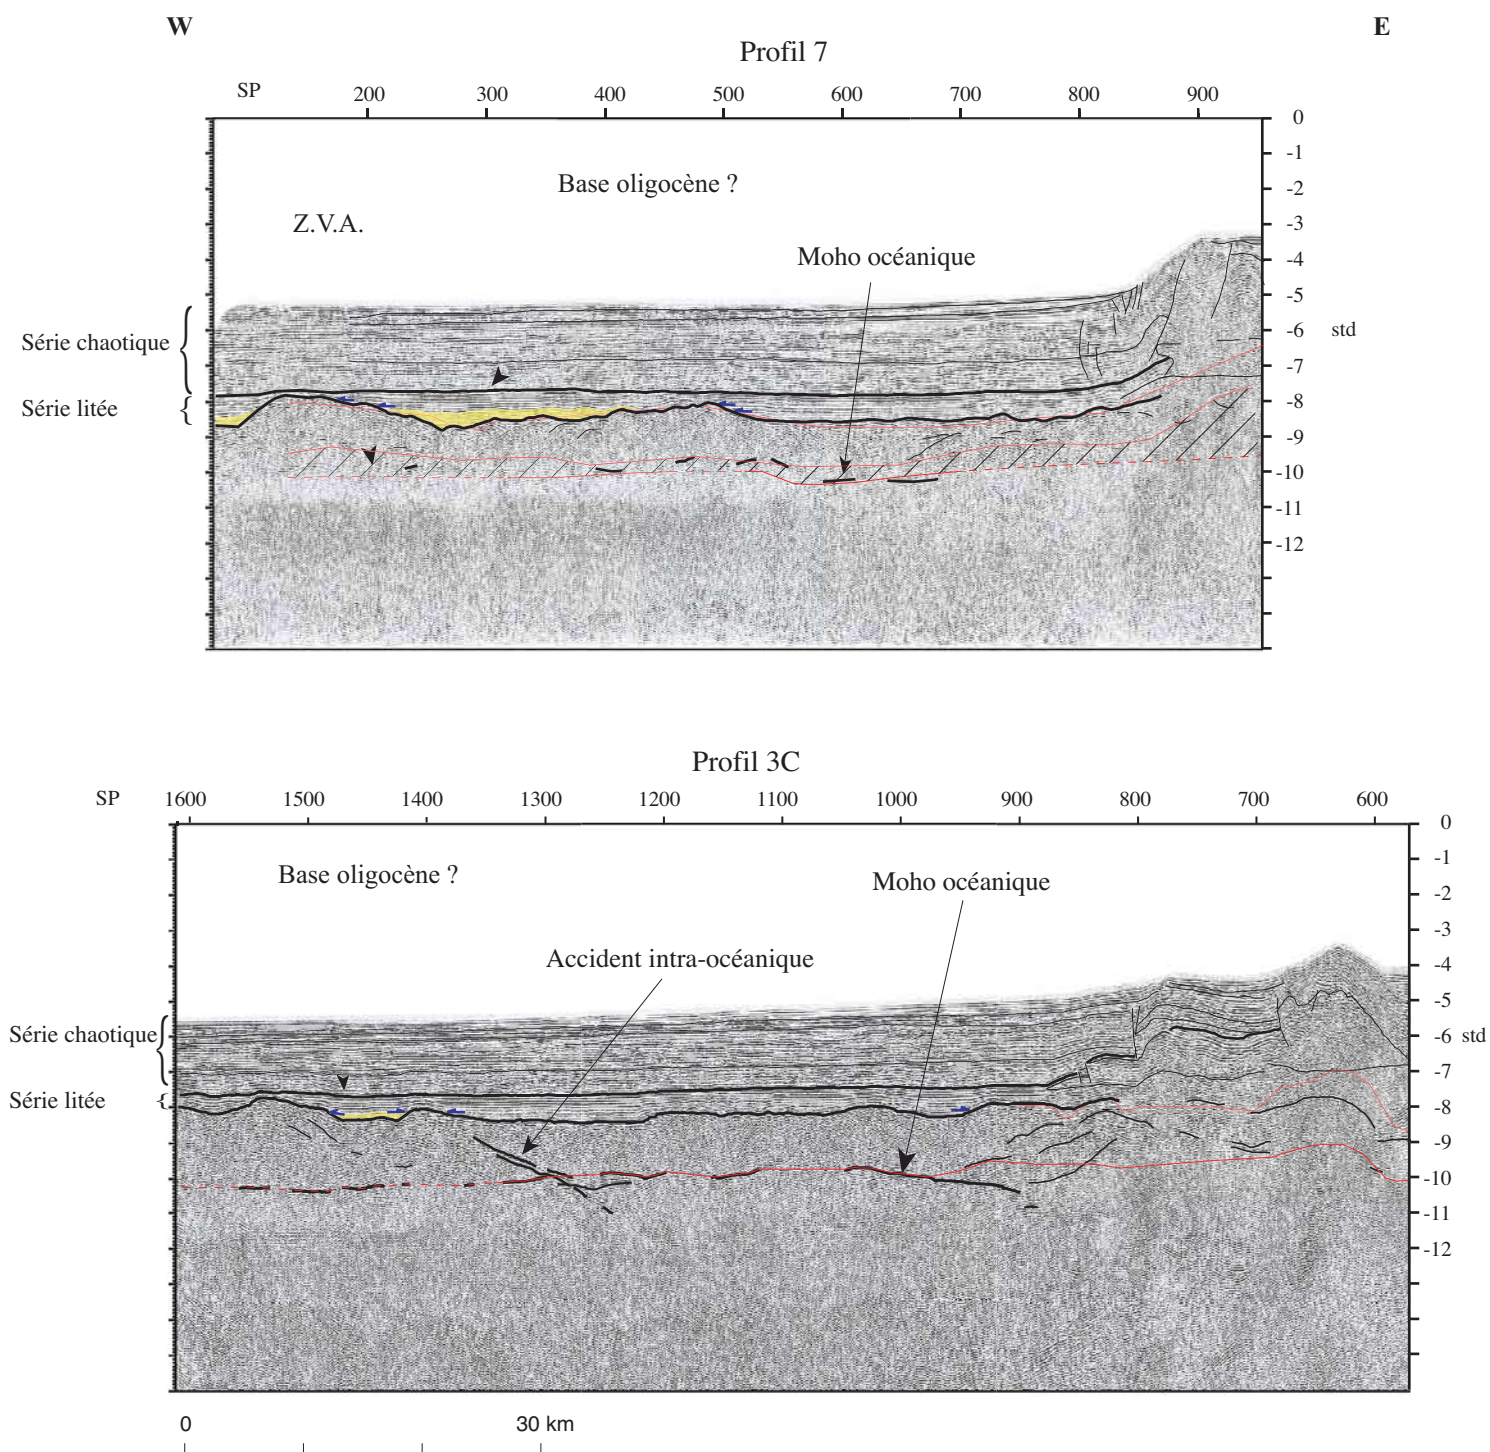 W E
Profil 7
SP 200 300 400 500 600 700 800 900
0
-1
Base oligocène ?
-2
Z.V.A.
-3
Moho océanique
-4
-5
Série chaotique
-6 std
-7
Série litée
-8
-9
-10
-11
-12
Profil 3C
SP 1600 1500 1400 1300 1200 1100 1000 900 800 700 600
0
-1
Base oligocène ?
Moho océanique
-2
-3
Accident intra-océanique
-4
-5
Série chaotique
-6 std
-7
Série litée
-8
-9
-10
-11
-12
0 30 km